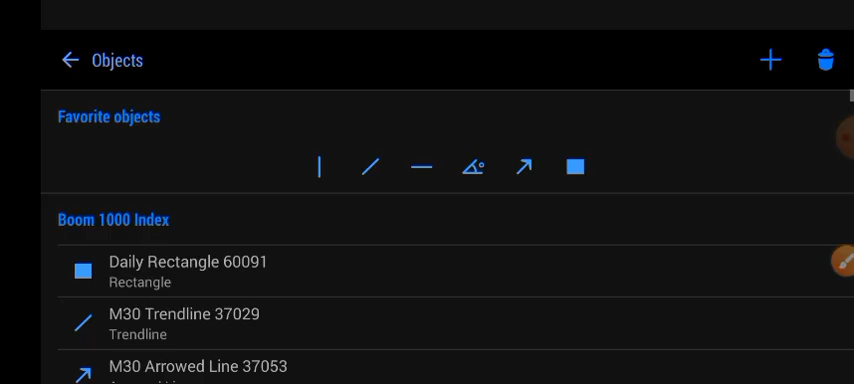 Objects
Favorite objects
Boom 1000 Index
Daily Rectangle 60091
Rectangle
M30 Trendline 37029
Trendline
M30 Arrowed Line 37053